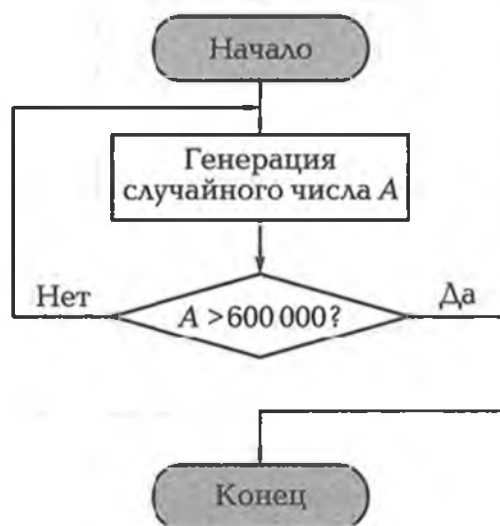 Начало
Генерация
случайного числа A
Нет
A >600 000?
Да
Конец